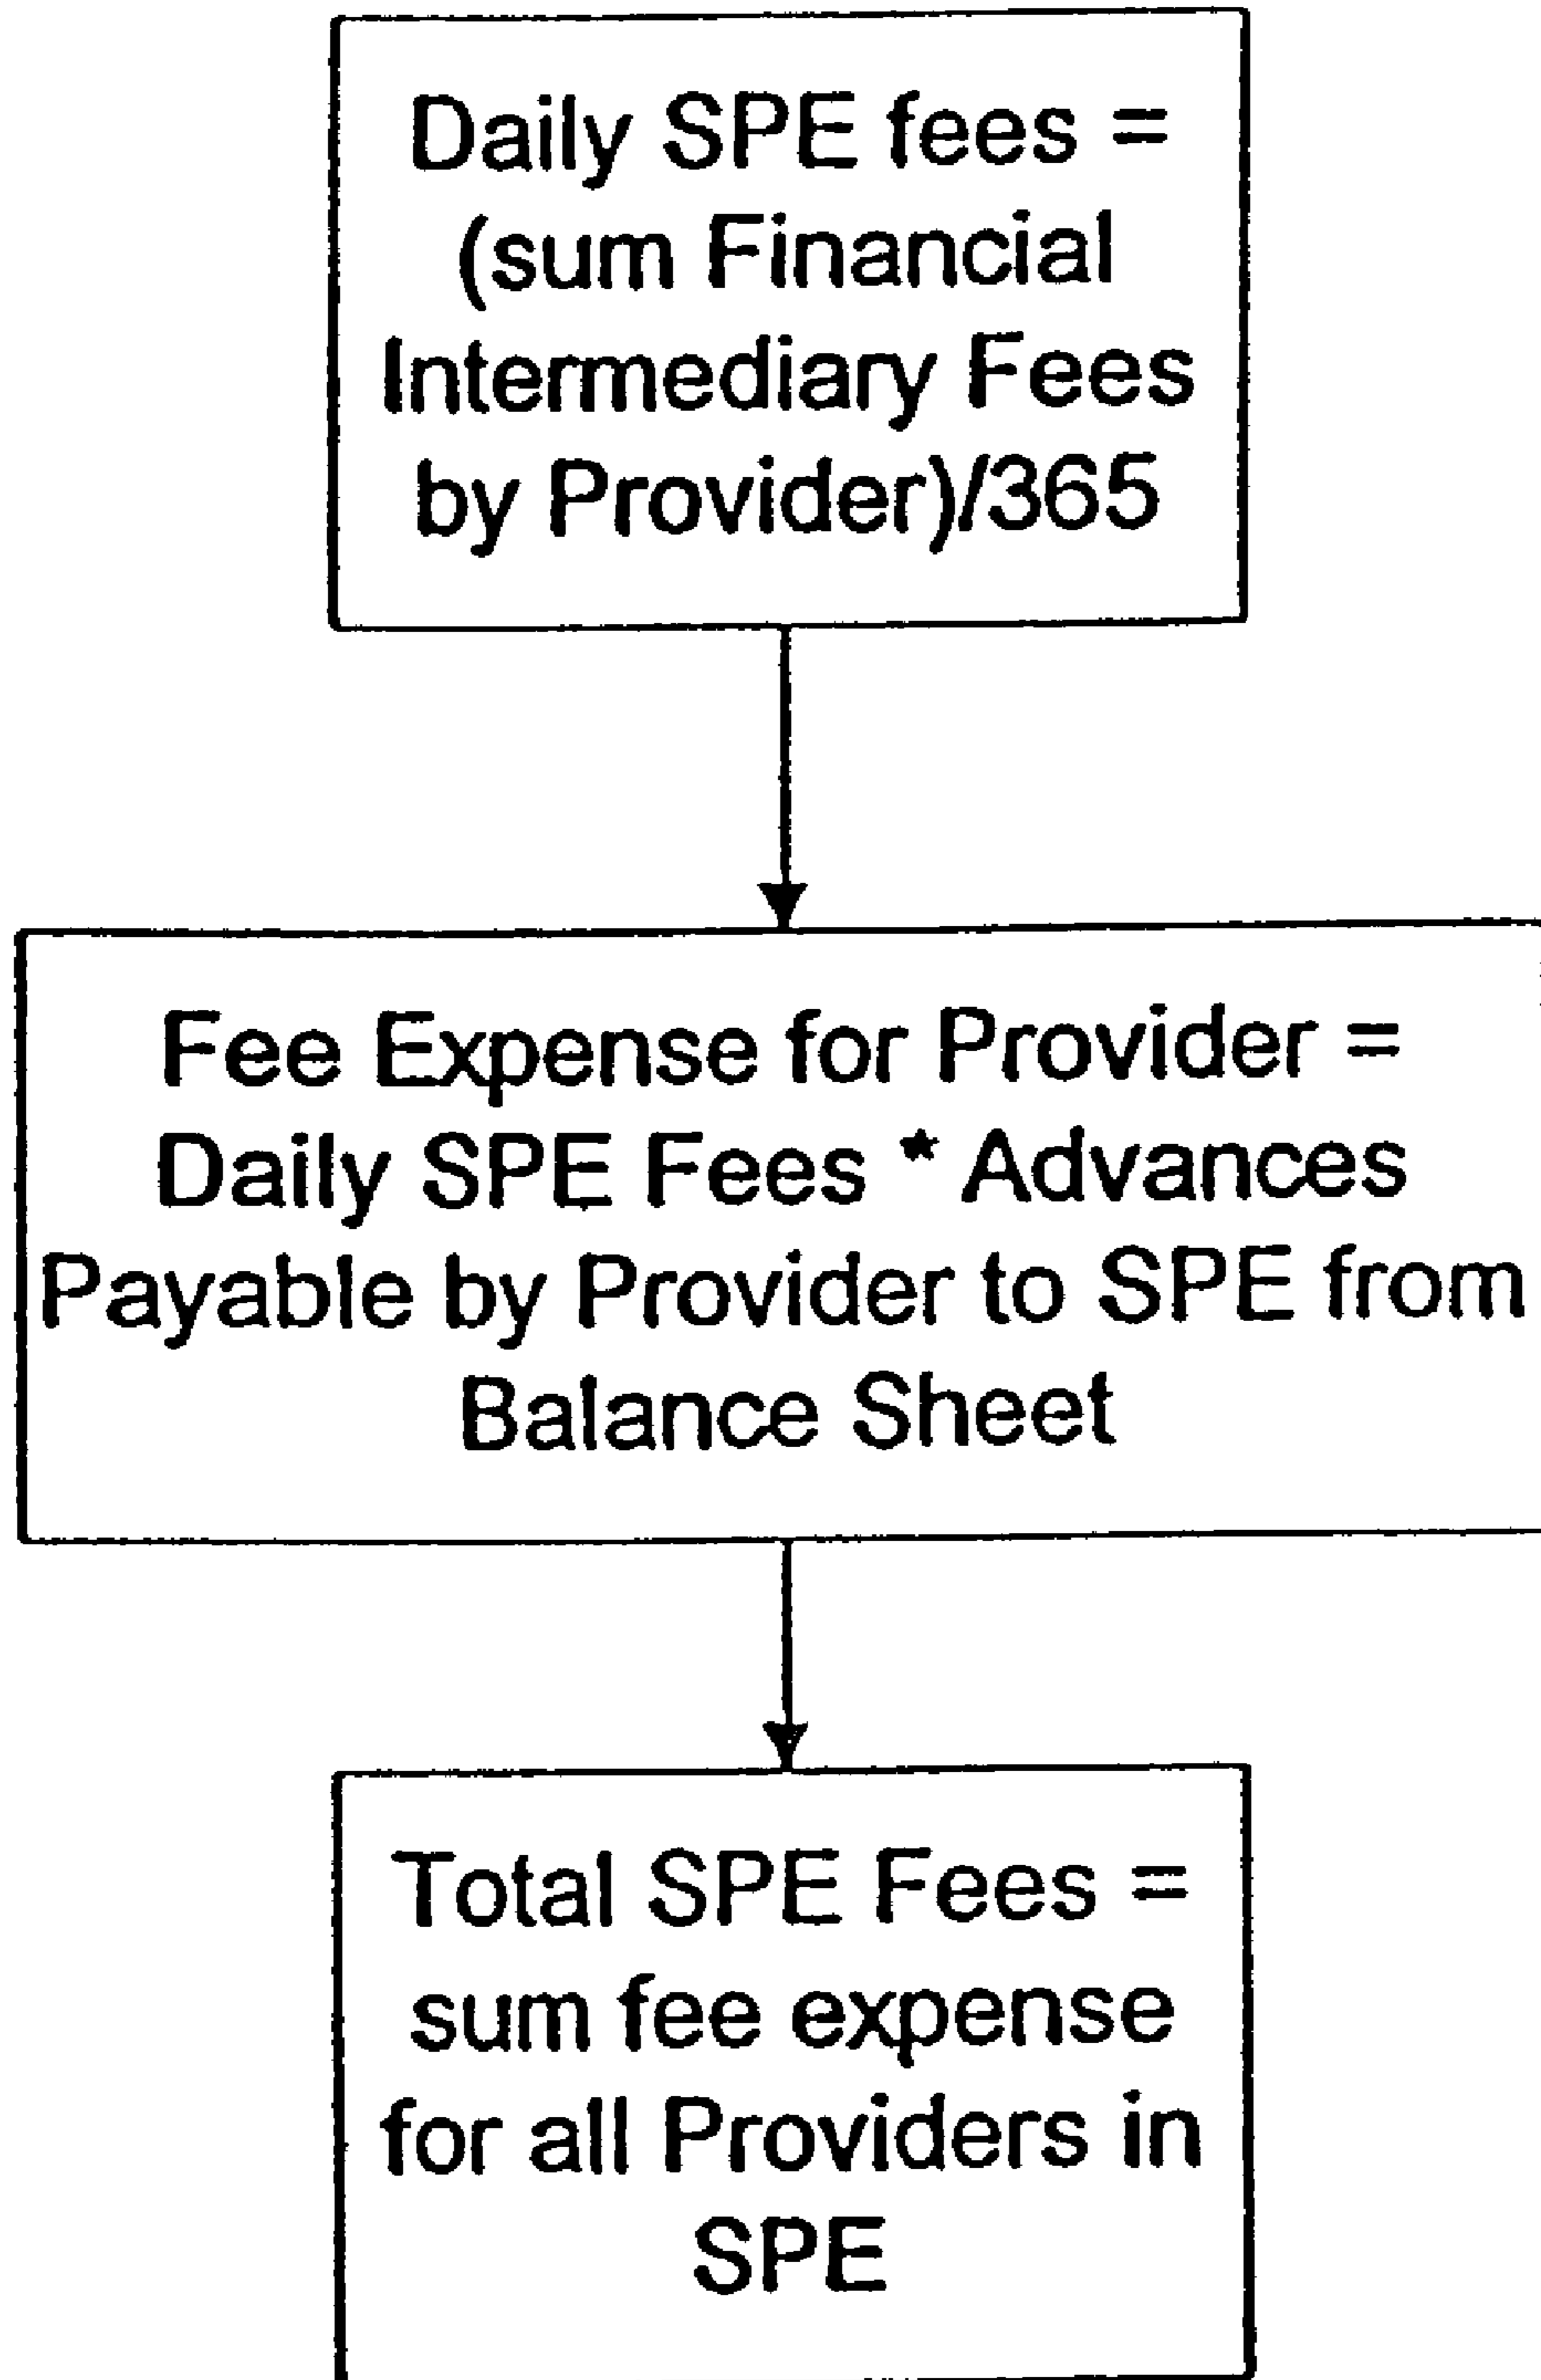 Daily SPE fees =
(sum Financial
Intermediary Fees
by Provider)/365
Fee Expense for Provider =
Daily SPE Fees * Advances
Payable by Provider to SPE from
Balance Sheet
Total SPE Fees =
sum fee expense
for all Providers in
SPE